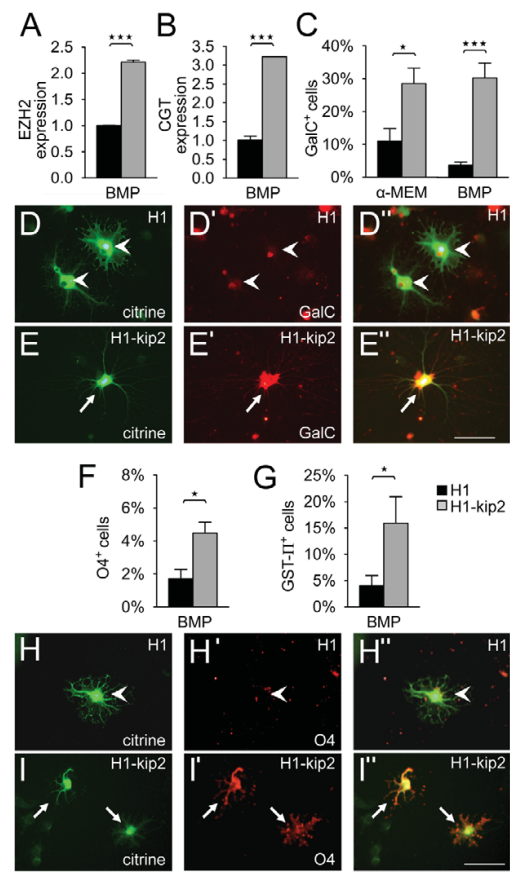 A
EZH2
expression
2.5
2.0
1.5
1.0
0.5
0.0
★★★
BMP
B
CGT
expression
3.5
3.0
2.5
2.0
1.5
1.0
0.5
0.0
★★★
BMP
C
GalC⁺ cells
40%
30%
20%
10%
0%
★
★★★
α-MEM BMP
D H1
citrine
D' H1
GalC
D'' H1
E H1-kip2
citrine
E' H1-kip2
GalC
E'' H1-kip2
F
O4⁺ cells
8%
6%
4%
2%
0%
★
BMP
G
GST-Π⁺ cells
25%
20%
15%
10%
5%
0%
★
BMP
H1
H1-kip2
H H1
citrine
H' H1
O4
H'' H1
I H1-kip2
citrine
I' H1-kip2
O4
I'' H1-kip2